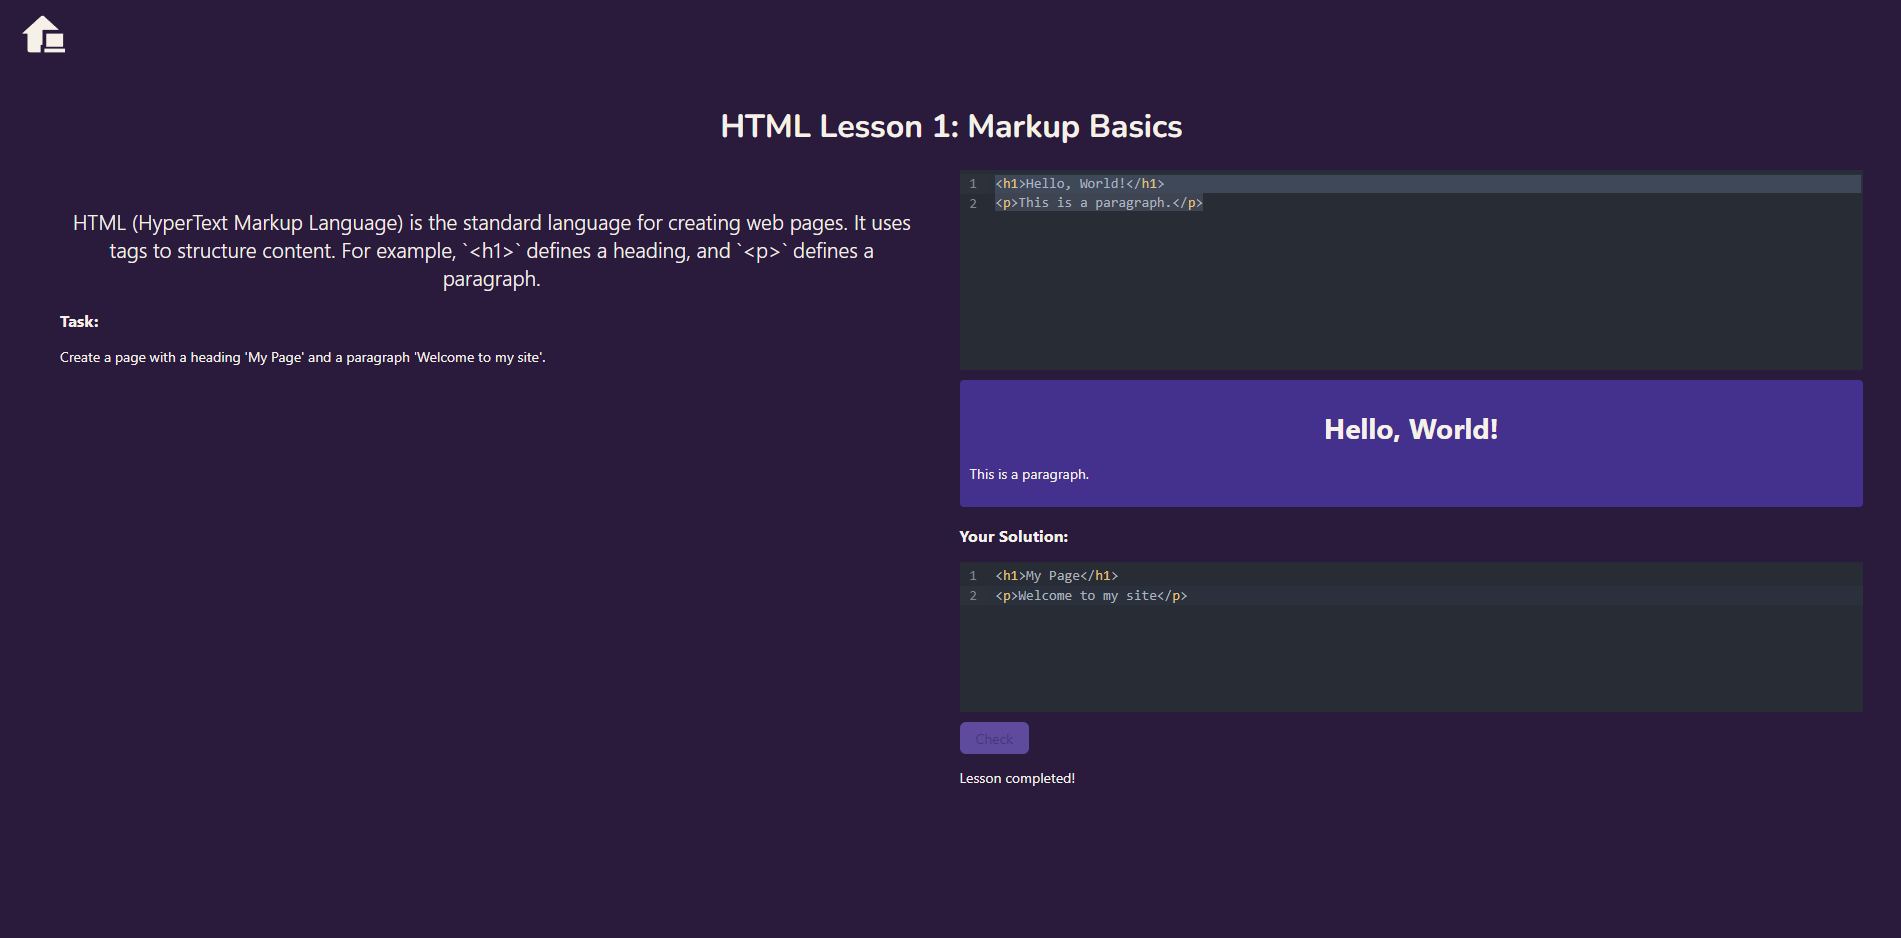 HTML Lesson 1: Markup Basics
HTML (HyperText Markup Language) is the standard language for creating web pages. It uses
tags to structure content. For example, `<h1>` defines a heading, and `<p>` defines a
paragraph.
Task:
Create a page with a heading 'My Page' and a paragraph 'Welcome to my site'.
1 <h1>Hello, World!</h1>
2 <p>This is a paragraph.</p>
Hello, World!
This is a paragraph.
Your Solution:
1 <h1>My Page</h1>
2 <p>Welcome to my site</p>
Check
Lesson completed!